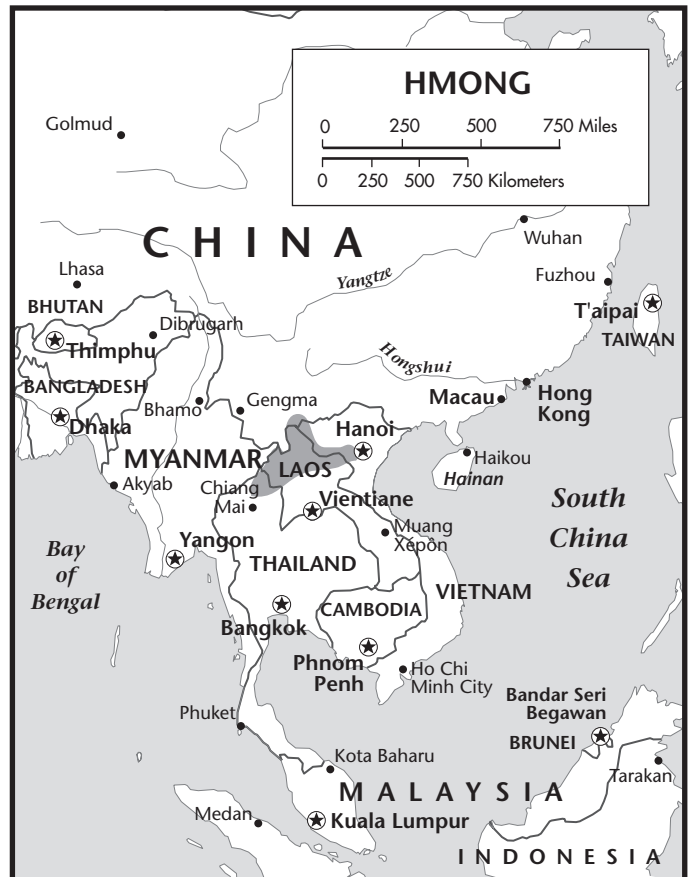 HMONG
0 250 500 750 Miles
0 250 500 750 Kilometers
Golmud
CHINA
Wuhan
Yangtze
Lhasa
Fuzhou
BHUTAN
T'aipai
Dibrugarh
TAIWAN
Thimphu
Hongshui
BANGLADESH
Macau
Hong
Kong
Gengma
Bhamo
Dhaka
Hanoi
MYANMAR
LAOS
Haikou
Hainan
Akyab
Chiang
Mai
Vientiane
South
China
Sea
Muang
Xépôn
Yangon
Bay
of
Bengal
THAILAND
VIETNAM
CAMBODIA
Bangkok
Phnom
Penh
Ho Chi
Minh City
Bandar Seri
Begawan
Phuket
BRUNEI
Kota Baharu
Tarakan
MALAYSIA
Medan
Kuala Lumpur
INDONESIA